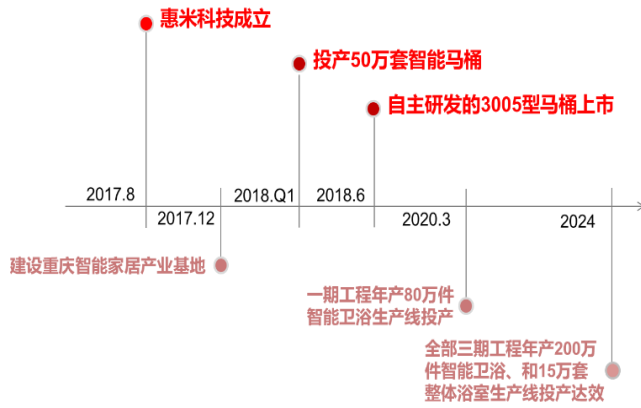 惠米科技成立
投产50万套智能马桶
自主研发的3005型马桶上市
2017.8
2018.Q1
2018.6
2017.12
2020.3
2024
建设重庆智能家居产业基地
一期工程年产80万件
智能卫浴生产线投产
全部三期工程年产200万
件智能卫浴、和15万套
整体浴室生产线投产达效